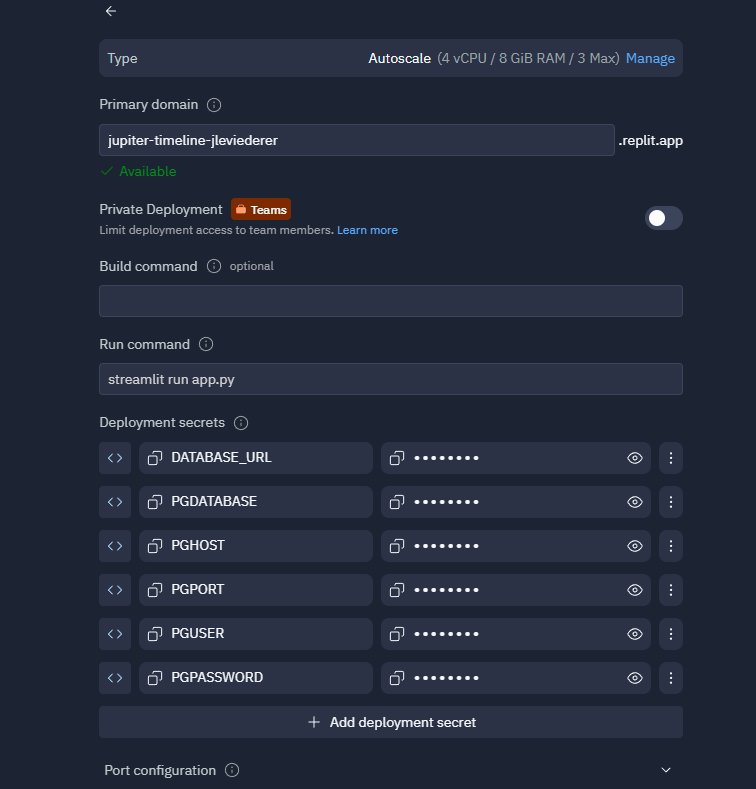 Type Autoscale (4 vCPU / 8 GiB RAM / 3 Max) Manage
Primary domain
jupiter-timeline-jleviederer .replit.app
Available
Private Deployment Teams
Limit deployment access to team members. Learn more
Build command optional
Run command
streamlit run app.py
Deployment secrets
DATABASE_URL ••••••••
PGDATABASE ••••••••
PGHOST ••••••••
PGPORT ••••••••
PGUSER ••••••••
PGPASSWORD ••••••••
+ Add deployment secret
Port configuration